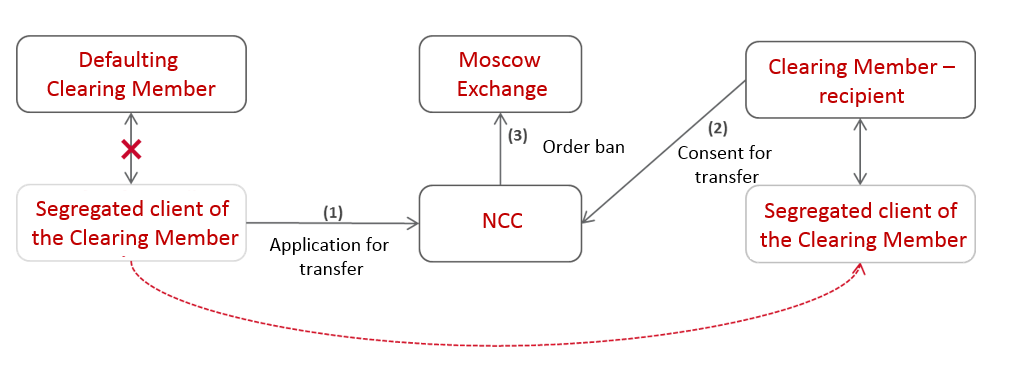 Defaulting
Clearing Member
Moscow
Exchange
Clearing Member –
recipient
(3)
Order ban
(2)
Consent for
transfer
Segregated client of
the Clearing Member
(1)
Application for
transfer
NCC
Segregated client of
the Clearing Member